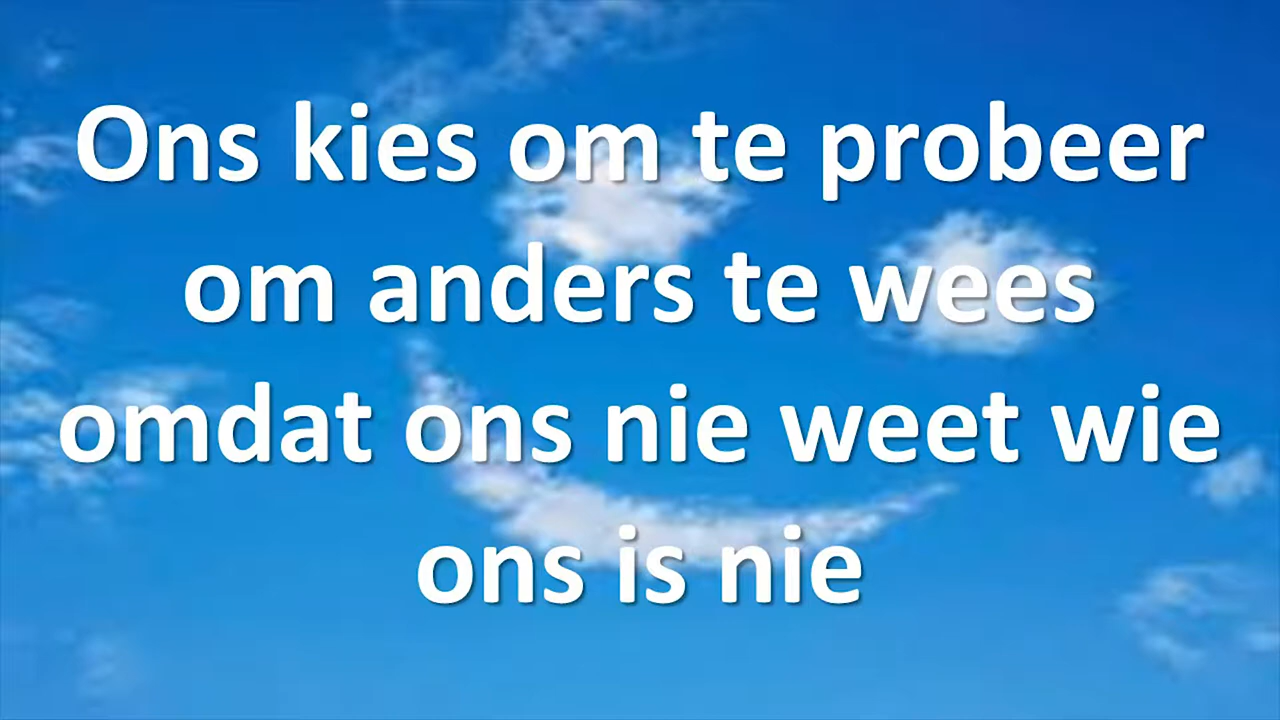 Ons kies om te probeer
om anders te wees
omdat ons nie weet wie
ons is nie